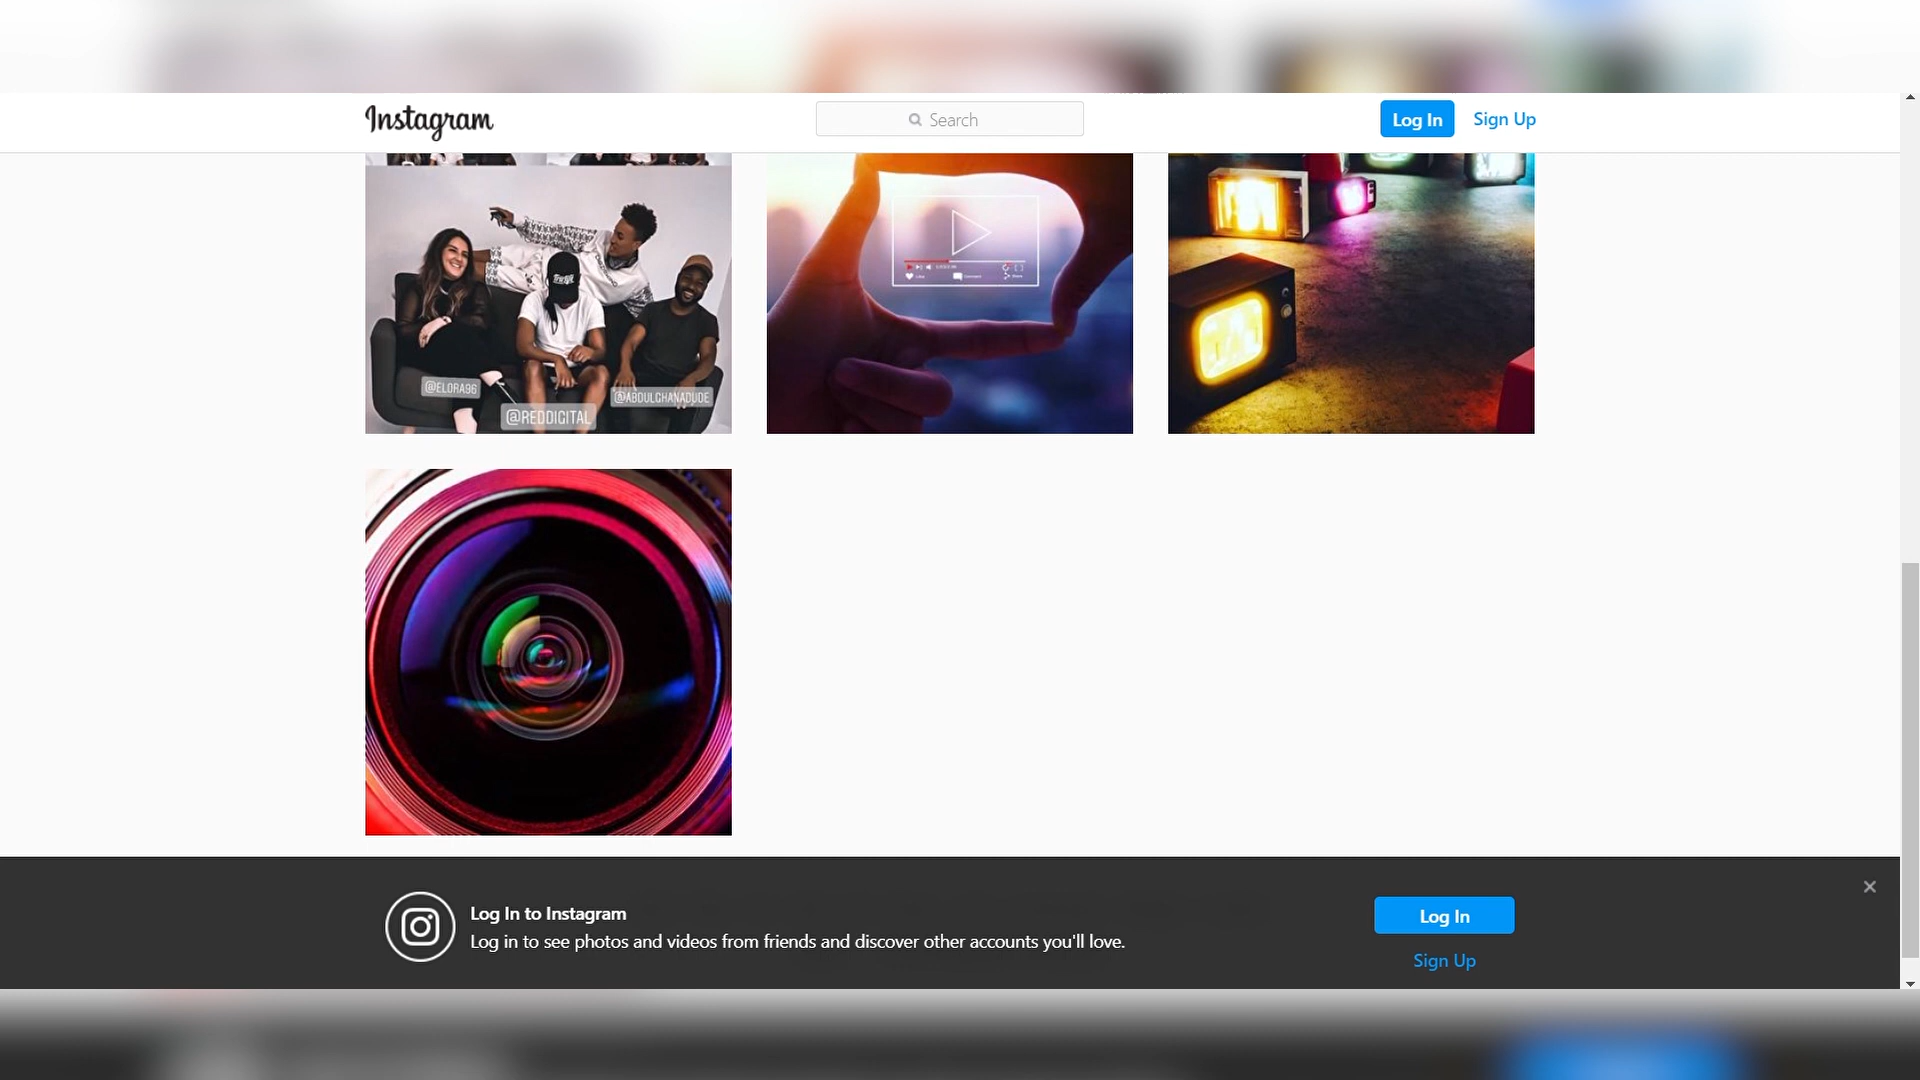 Instagram
Search
Log In
Sign Up
@ELORA96
@REDDIGITAL
@ABDULGHANADUDE
Log In to Instagram
Log in to see photos and videos from friends and discover other accounts you'll love.
Log In
Sign Up